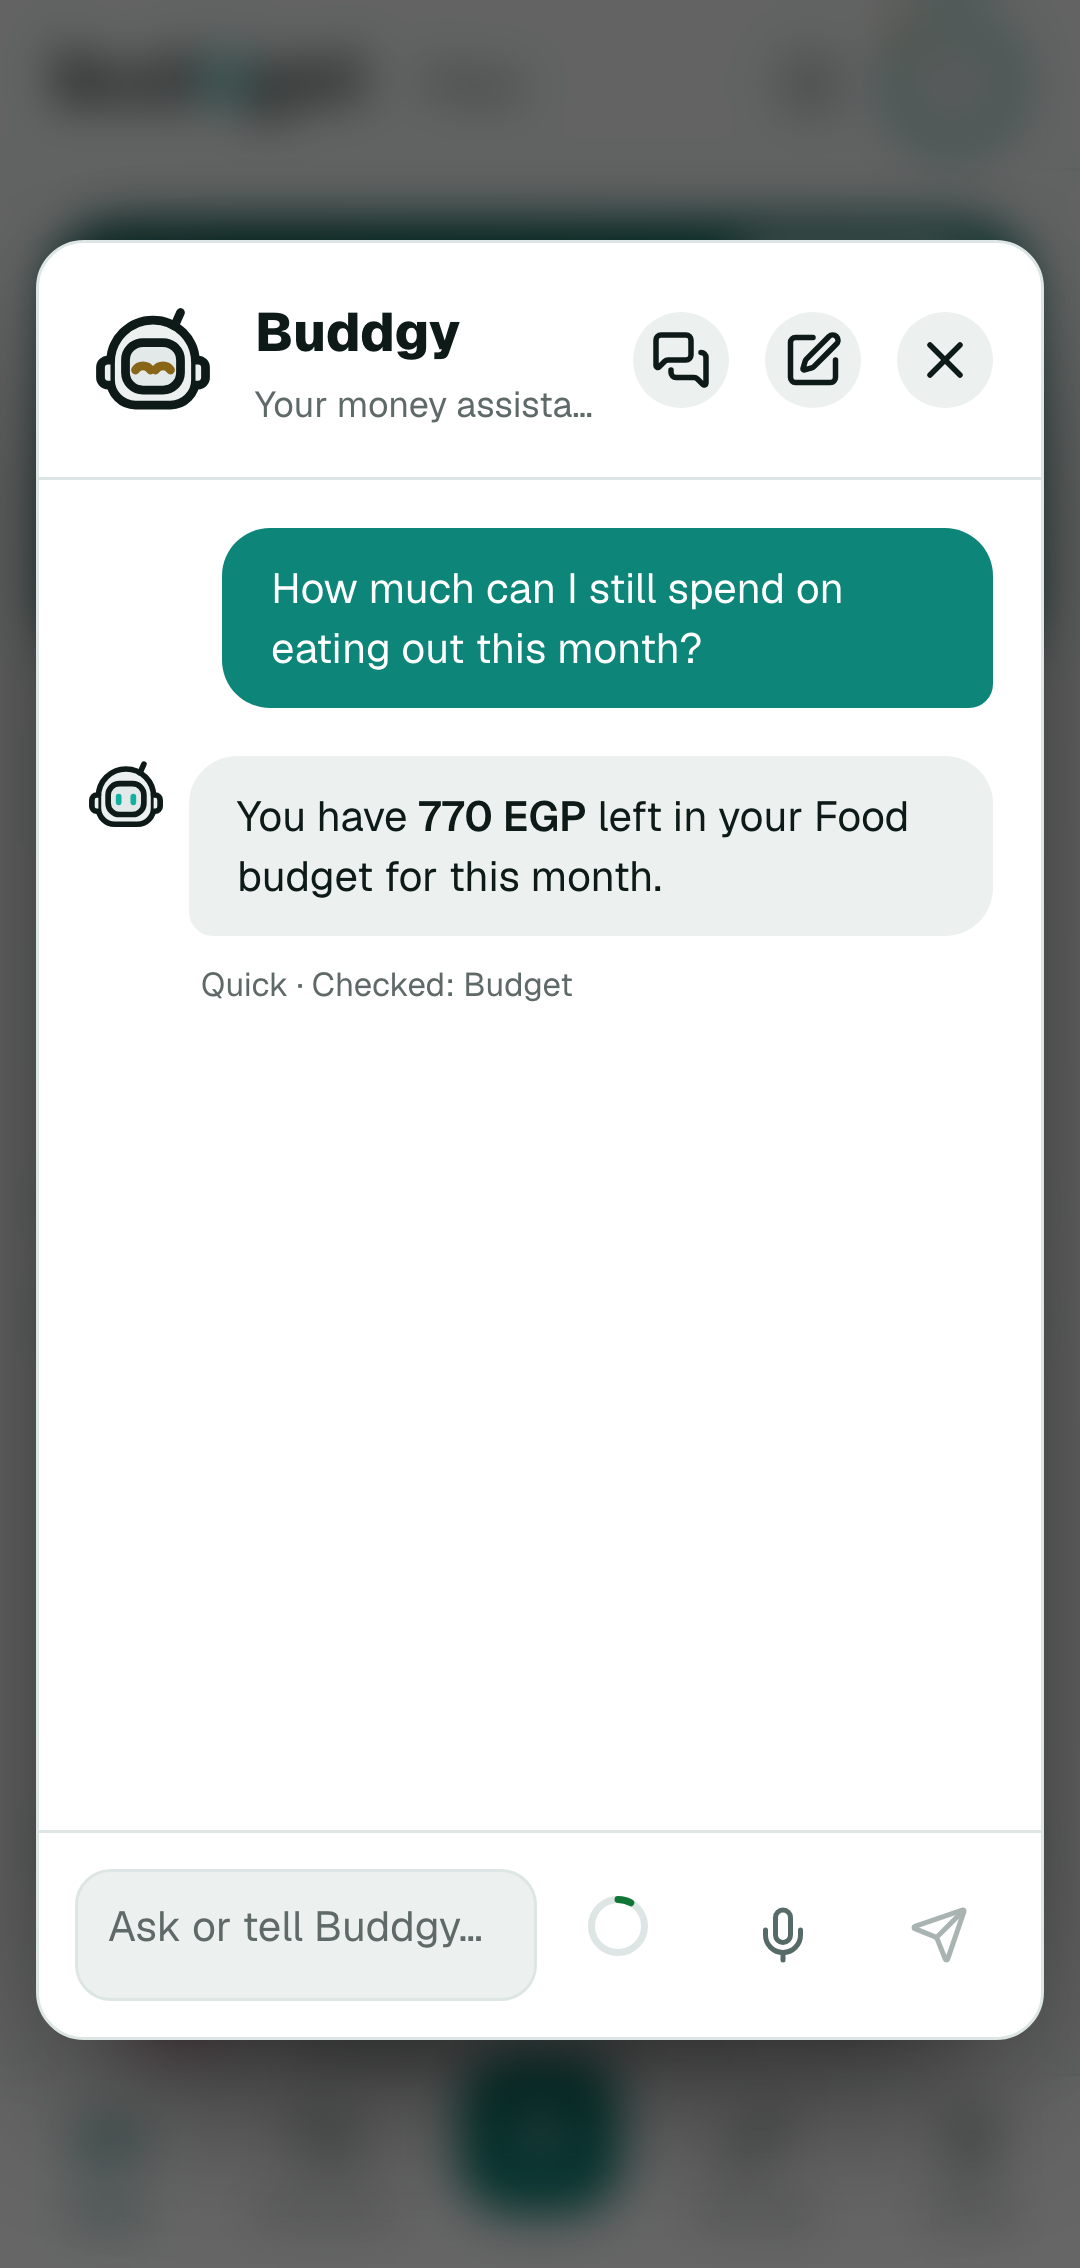 Buddgy
Your money assista...
How much can I still spend on
eating out this month?
You have 770 EGP left in your Food
budget for this month.
Quick · Checked: Budget
Ask or tell Buddgy...